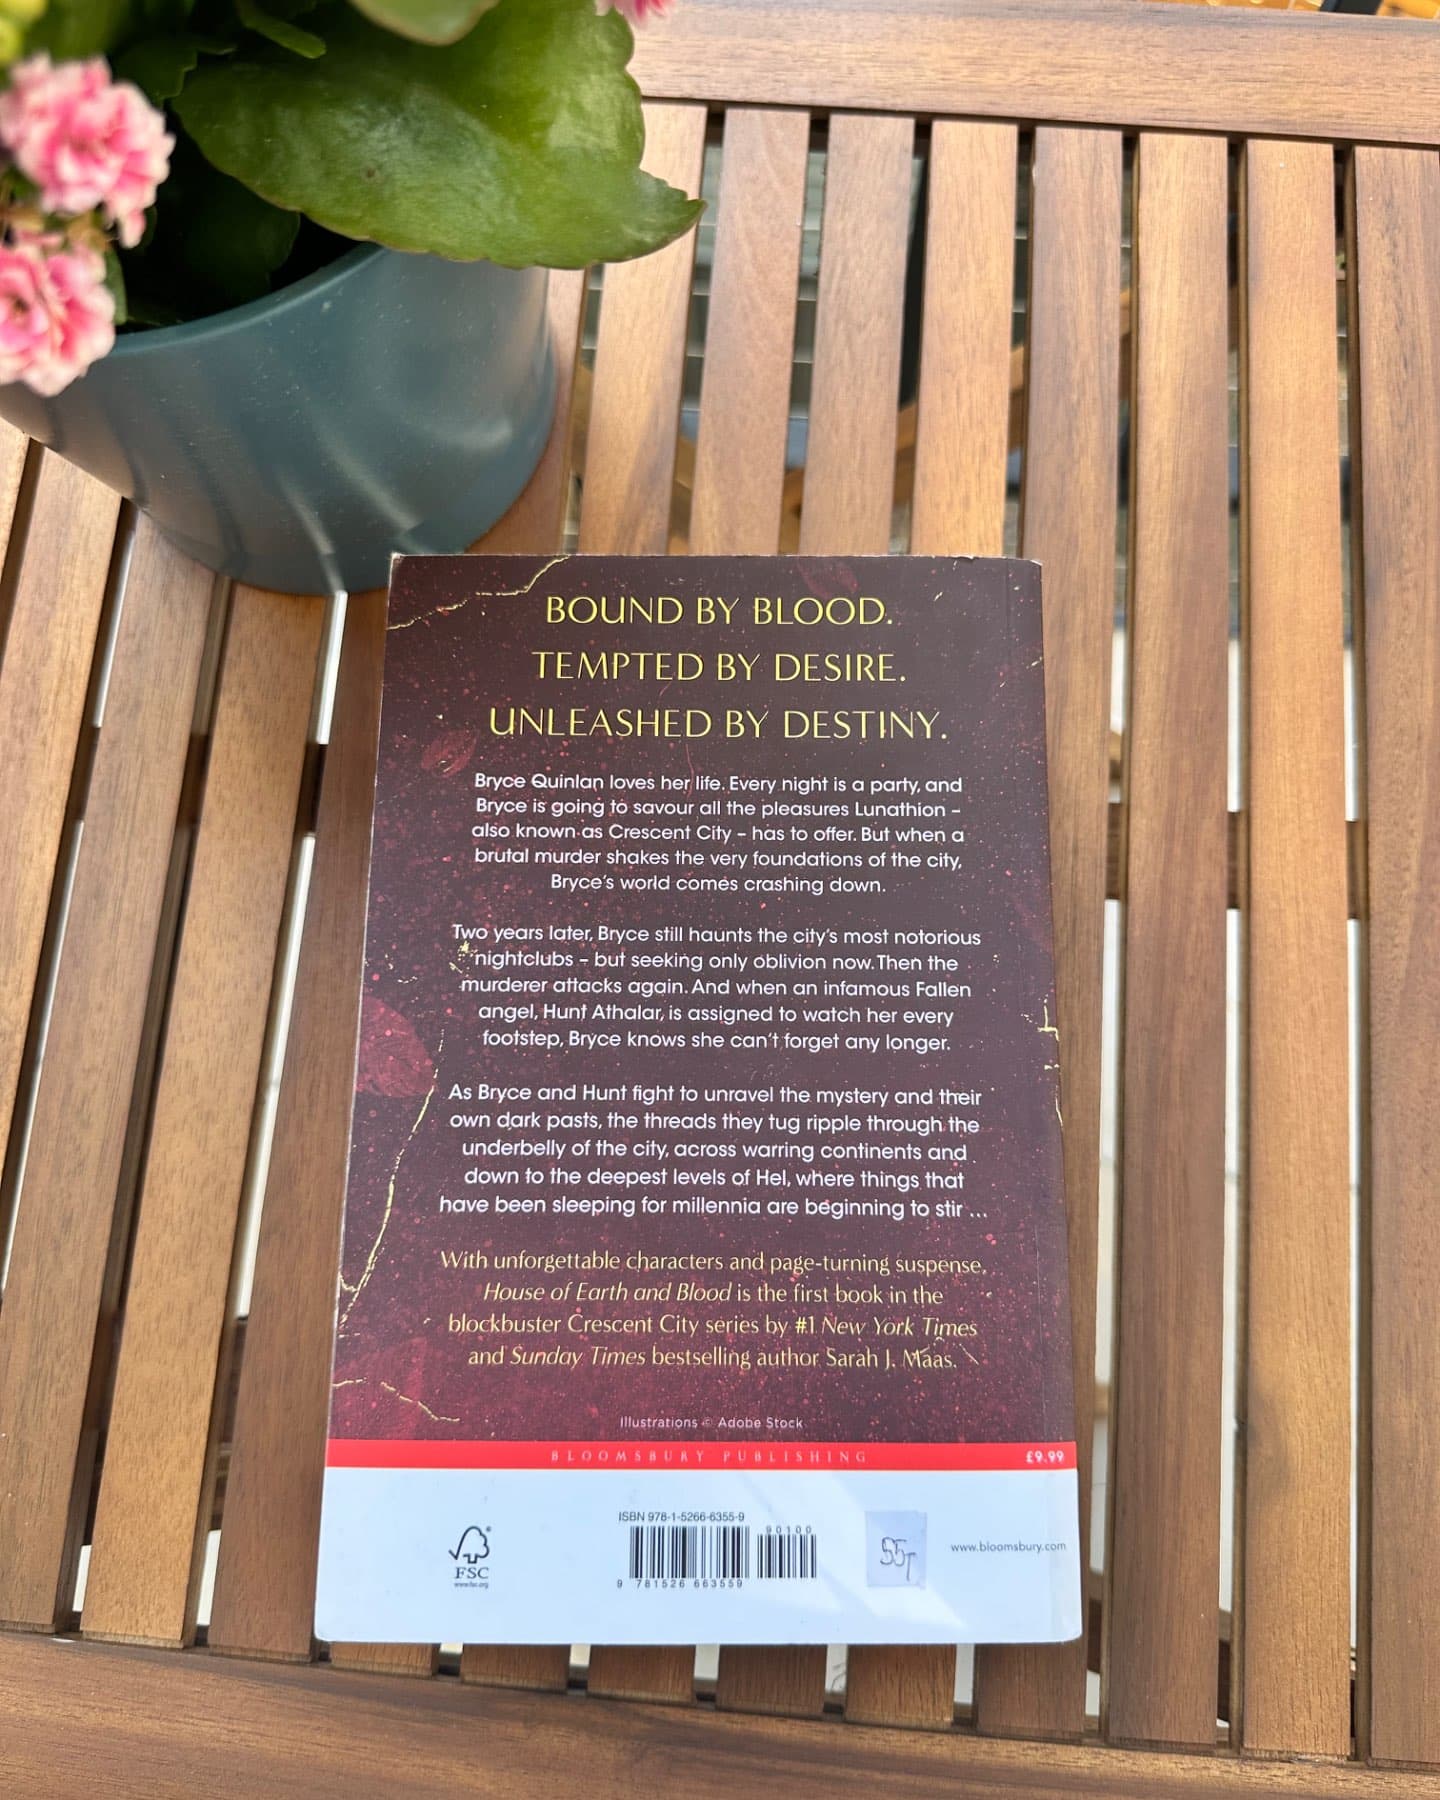 BOUND BY BLOOD.
TEMPTED BY DESIRE.
UNLEASHED BY DESTINY.
Bryce Quinlan loves her life. Every night is a party, and
Bryce is going to savour all the pleasures Lunathion –
also known as Crescent City – has to offer. But when a
brutal murder shakes the very foundations of the city,
Bryce's world comes crashing down.
Two years later, Bryce still haunts the city's most notorious
nightclubs – but seeking only oblivion now. Then the
murderer attacks again. And when an infamous Fallen
angel, Hunt Athalar, is assigned to watch her every
footstep, Bryce knows she can't forget any longer.
As Bryce and Hunt fight to unravel the mystery and their
own dark pasts, the threads they tug ripple through the
underbelly of the city, across warring continents and
down to the deepest levels of Hel, where things that
have been sleeping for millennia are beginning to stir ...
With unforgettable characters and page-turning suspense,
House of Earth and Blood is the first book in the
blockbuster Crescent City series by #1 New York Times
and Sunday Times bestselling author Sarah J. Maas.
Illustrations © Adobe Stock
BLOOMSBURY PUBLISHING £9.99
ISBN 978-1-5266-6355-9
90100
9 781526 663559
FSC
www.fsc.org
www.bloomsbury.com